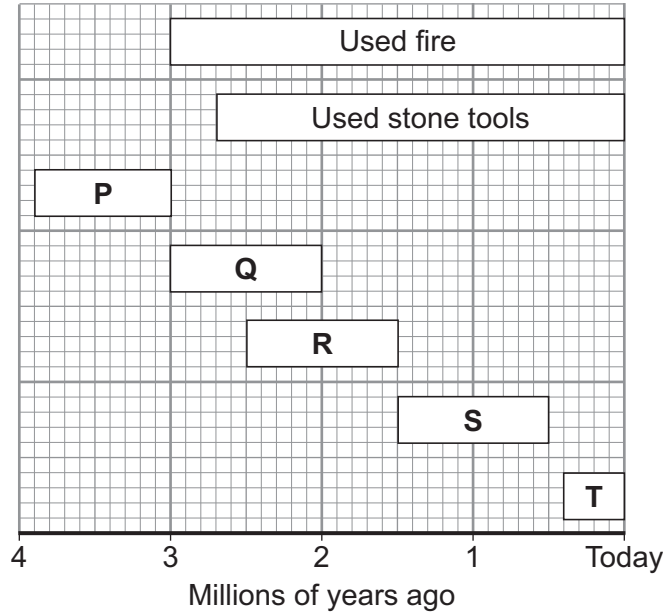 Used fire
Used stone tools
P
Q
R
S
T
4 3 2 1 Today
Millions of years ago